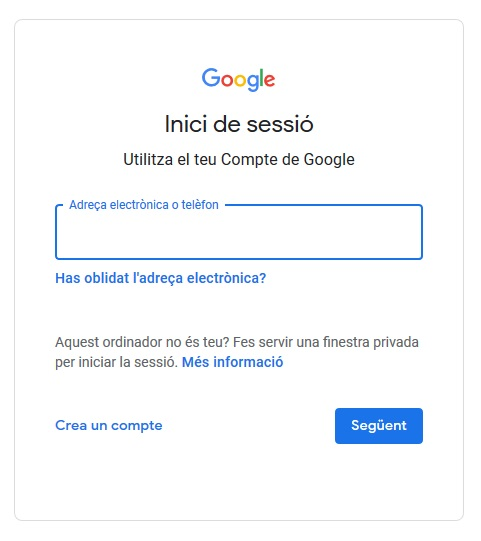 Google
Inici de sessió
Utilitza el teu Compte de Google
Adreça electrònica o telèfon
Has oblidat l'adreça electrònica?
Aquest ordinador no és teu? Fes servir una finestra privada
per iniciar la sessió. Més informació
Crea un compte
Següent